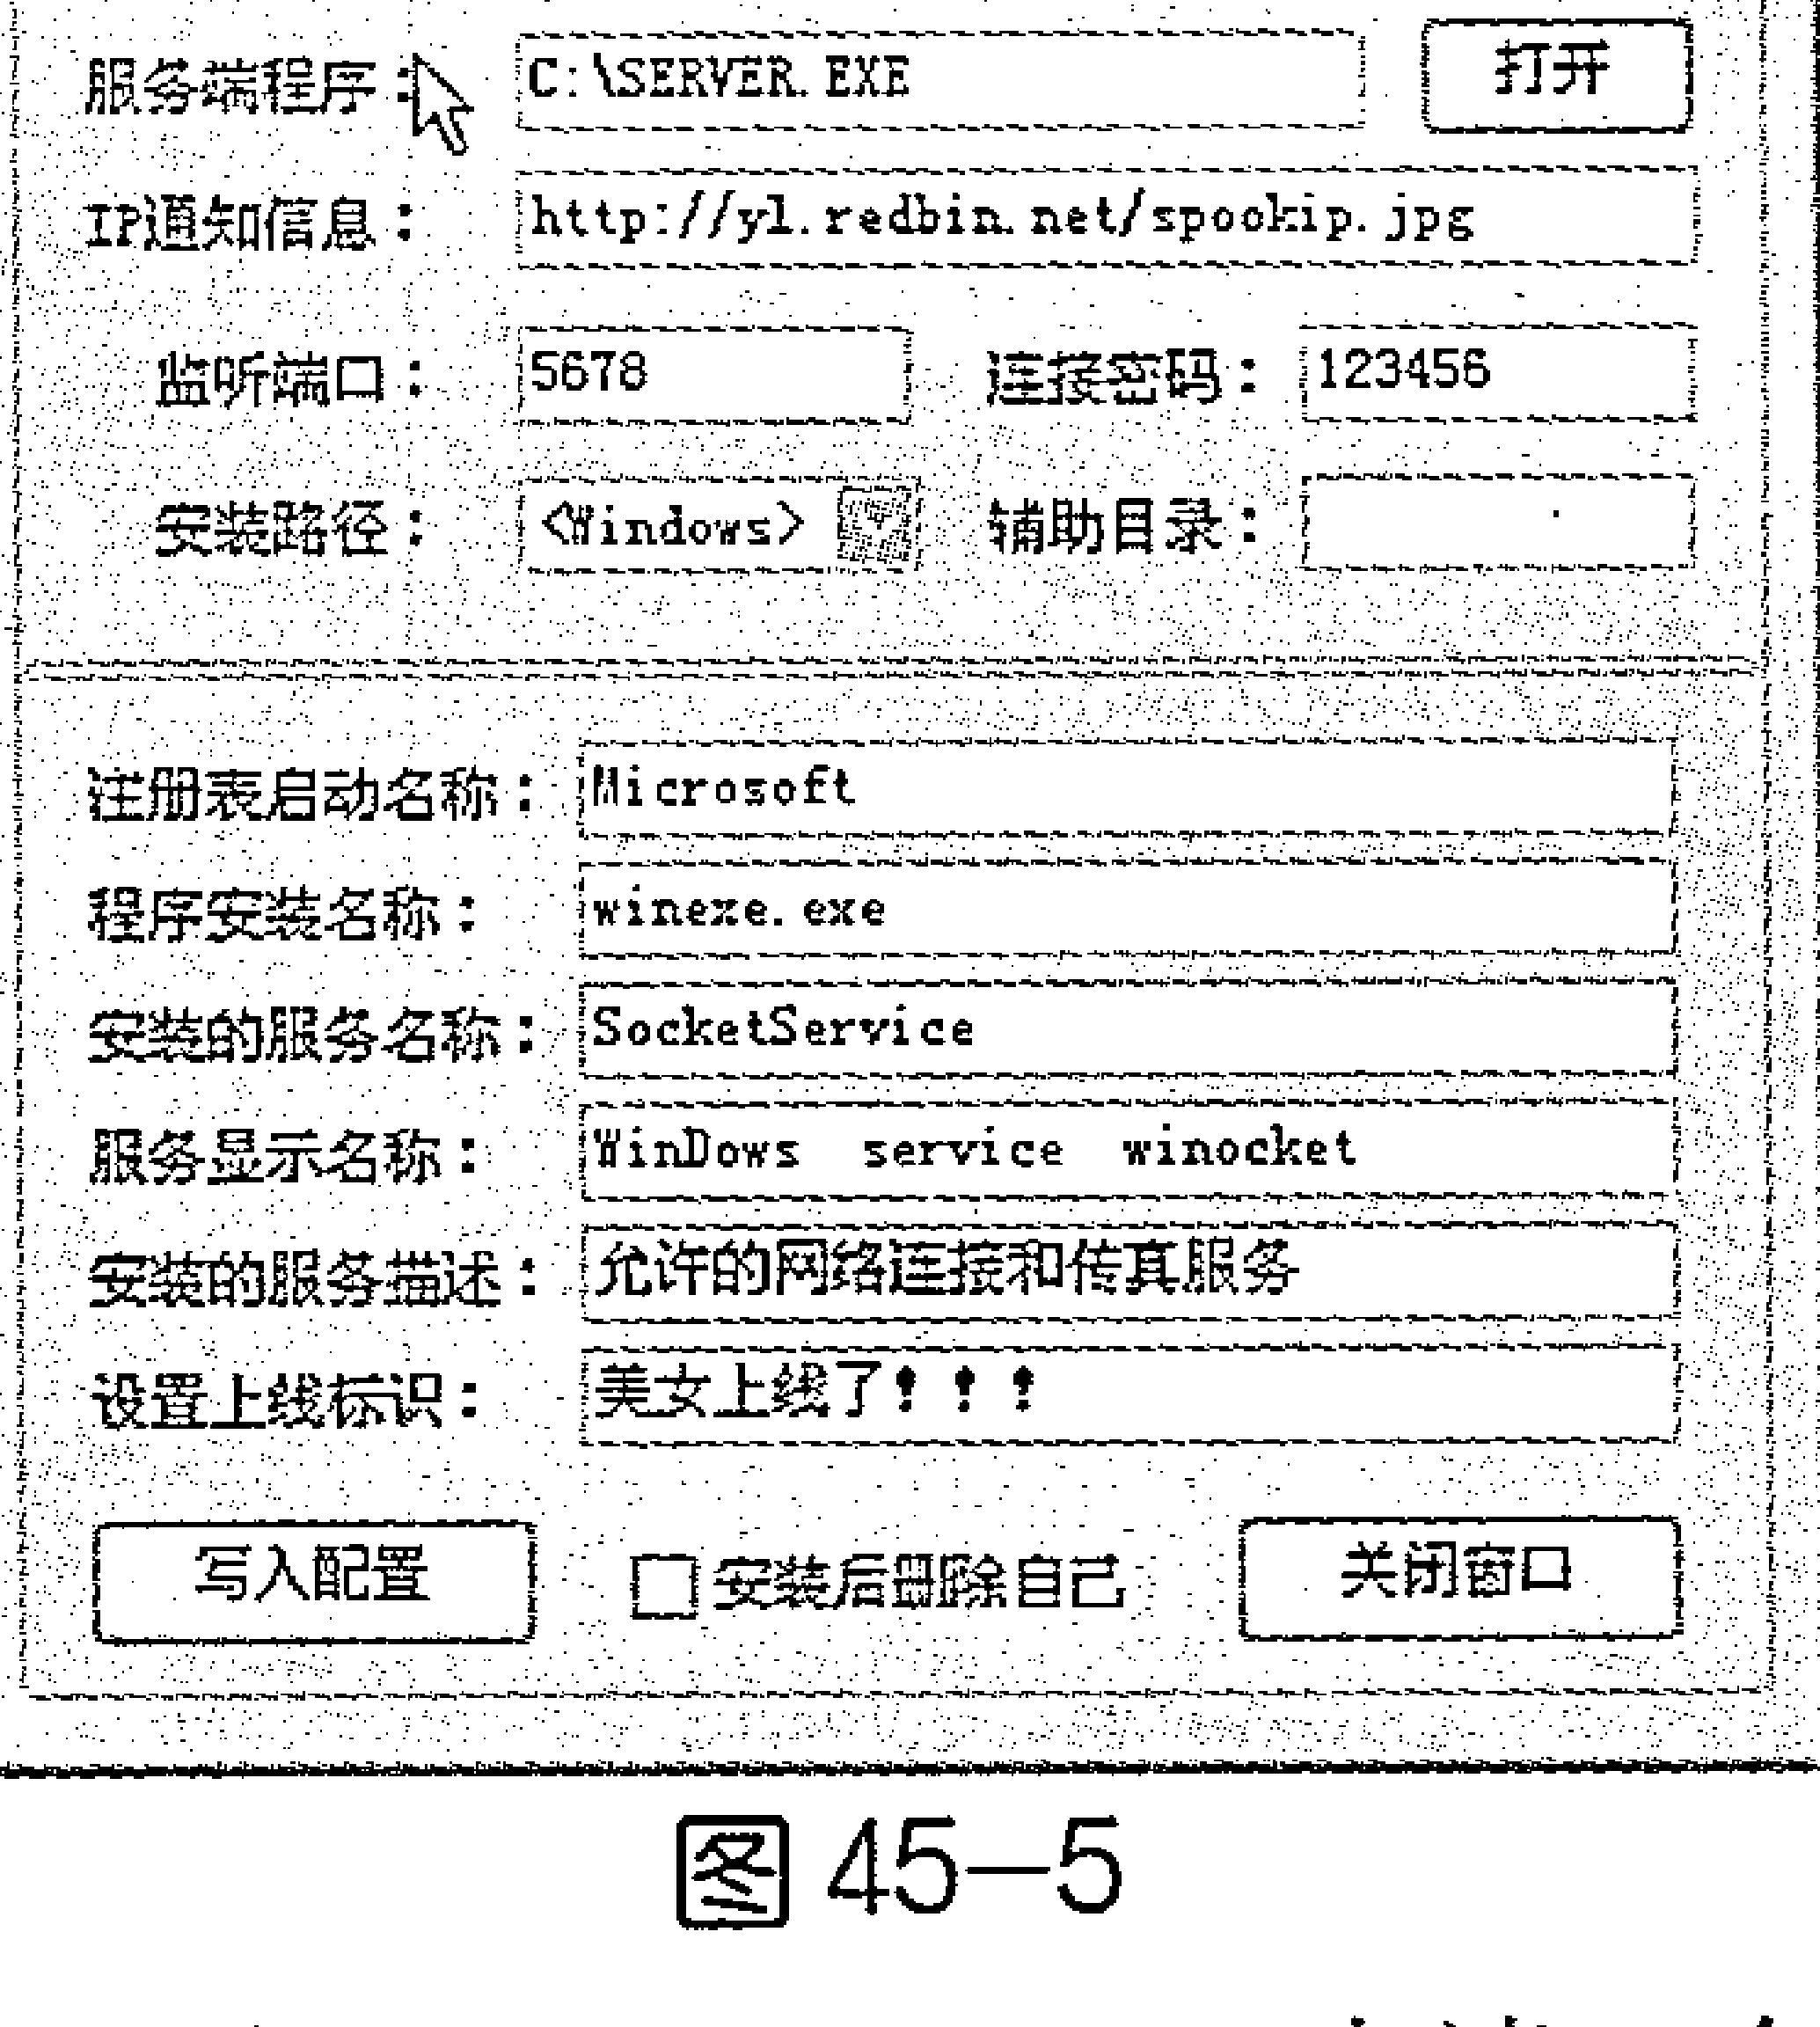 服务端程序： C:\SERVER.EXE 打开
IP通知信息： http://yl.redbin.net/spookip.jpg
监听端口： 5678 连接密码： 123456
安装路径： <Windows> 辅助目录：
注册表启动名称： Microsoft
程序安装名称： winexe.exe
安装的服务名称： SocketService
服务显示名称： WinDows service winocket
安装的服务描述： 允许的网络连接和传真服务
设置上线标识： 美女上线了！！！
写入配置 安装后删除自己 关闭窗口
图 45－5